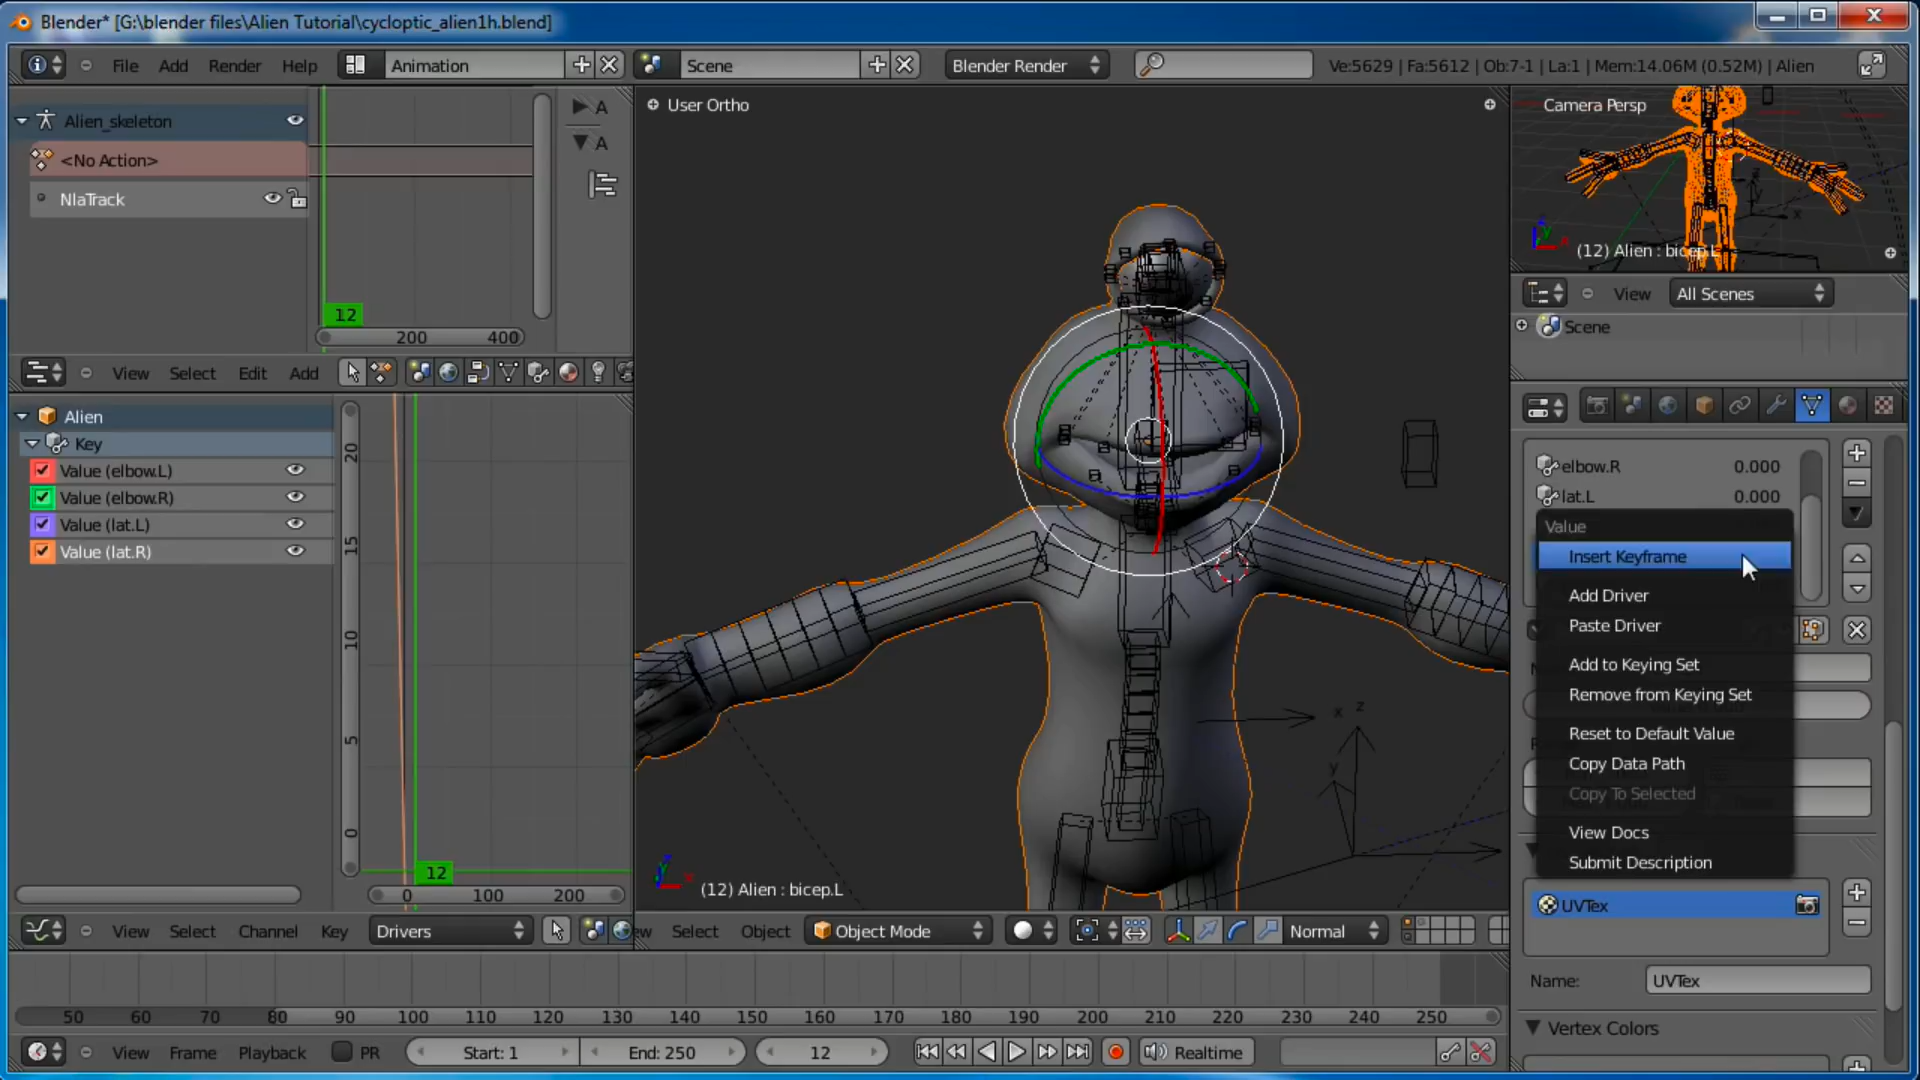 Blender* [G:\blender files\Alien Tutorial\cycloptic_alien1h.blend]
File Add Render Help Animation Scene Blender Render Ve:5629 | Fa:5612 | Ob:7-1 | La:1 | Mem:14.06M (0.52M) | Alien
Alien_skeleton
<No Action>
NlaTrack
A
A
12
200 400
View Select Edit Add
Alien
Key
Value (elbow.L)
Value (elbow.R)
Value (lat.L)
Value (lat.R)
20
15
10
5
0
12
0 100 200
View Select Channel Key Drivers
User Ortho
x z
y
(12) Alien : bicep.L
ew Select Object Object Mode Normal
Camera Persp
x
(12) Alien : bicep.L
View All Scenes
Scene
elbow.R 0.000
lat.L 0.000
Value
Insert Keyframe
Add Driver
Paste Driver
Add to Keying Set
Remove from Keying Set
Reset to Default Value
Copy Data Path
Copy To Selected
View Docs
Submit Description
UVTex
Name: UVTex
Vertex Colors
50 60 70 80 90 100 110 120 130 140 150 160 170 180 190 200 210 220 230 240 250
View Frame Playback PR Start: 1 End: 250 12 Realtime